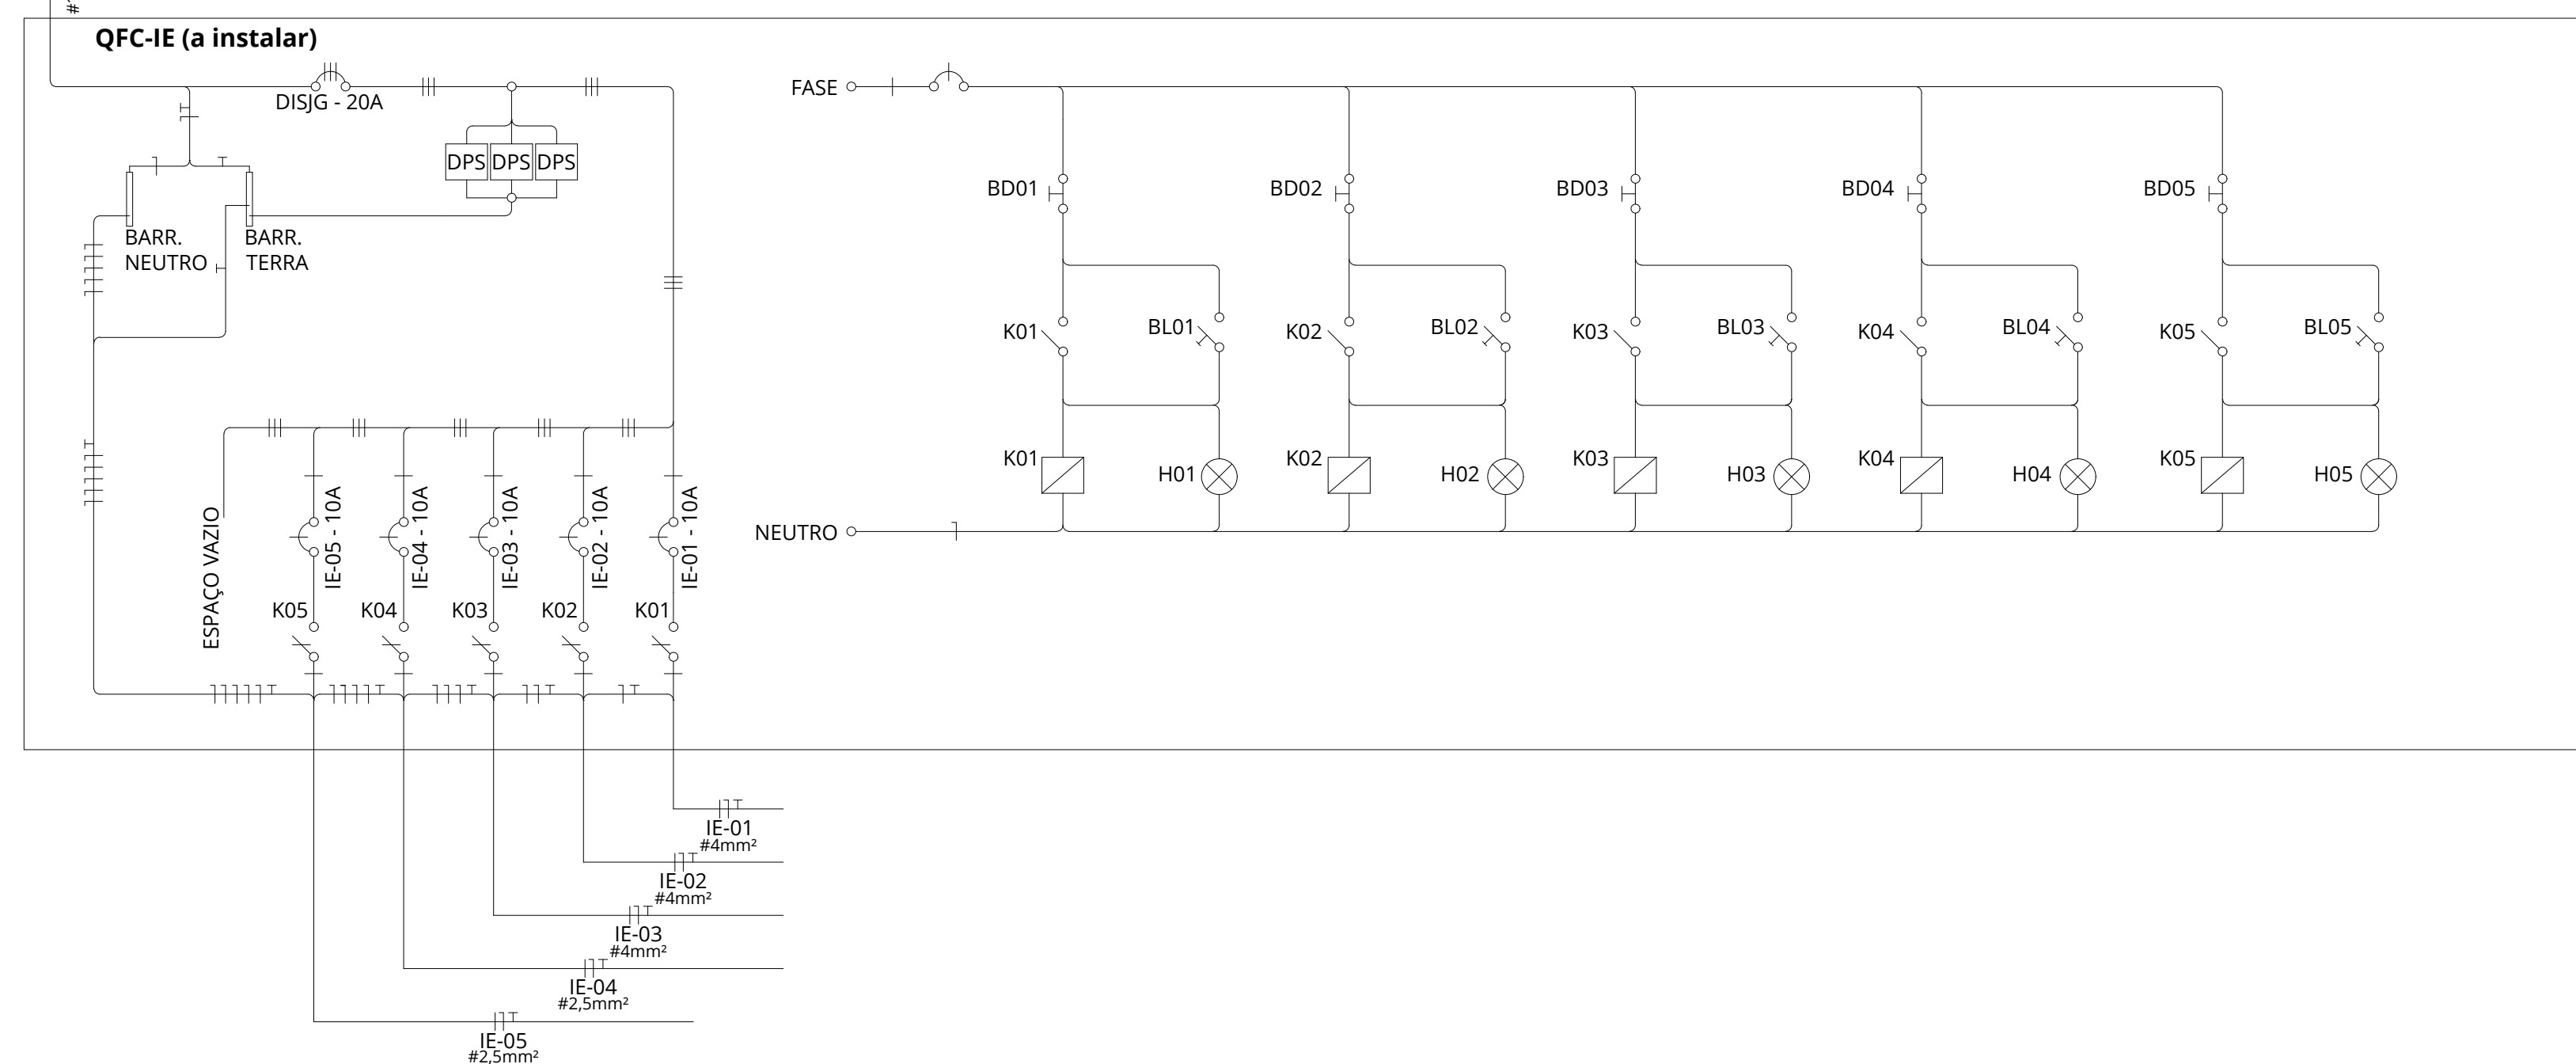 #
QFC-IE (a instalar)
DISJG - 20A
DPS DPS DPS
BARR.
NEUTRO
BARR.
TERRA
ESPAÇO VAZIO
IE-05 - 10A
IE-04 - 10A
IE-03 - 10A
IE-02 - 10A
IE-01 - 10A
K05 K04 K03 K02 K01
IE-01
#4mm²
IE-02
#4mm²
IE-03
#4mm²
IE-04
#2,5mm²
IE-05
#2,5mm²
FASE
BD01 BD02 BD03 BD04 BD05
K01 BL01 K02 BL02 K03 BL03 K04 BL04 K05 BL05
K01 H01 K02 H02 K03 H03 K04 H04 K05 H05
NEUTRO